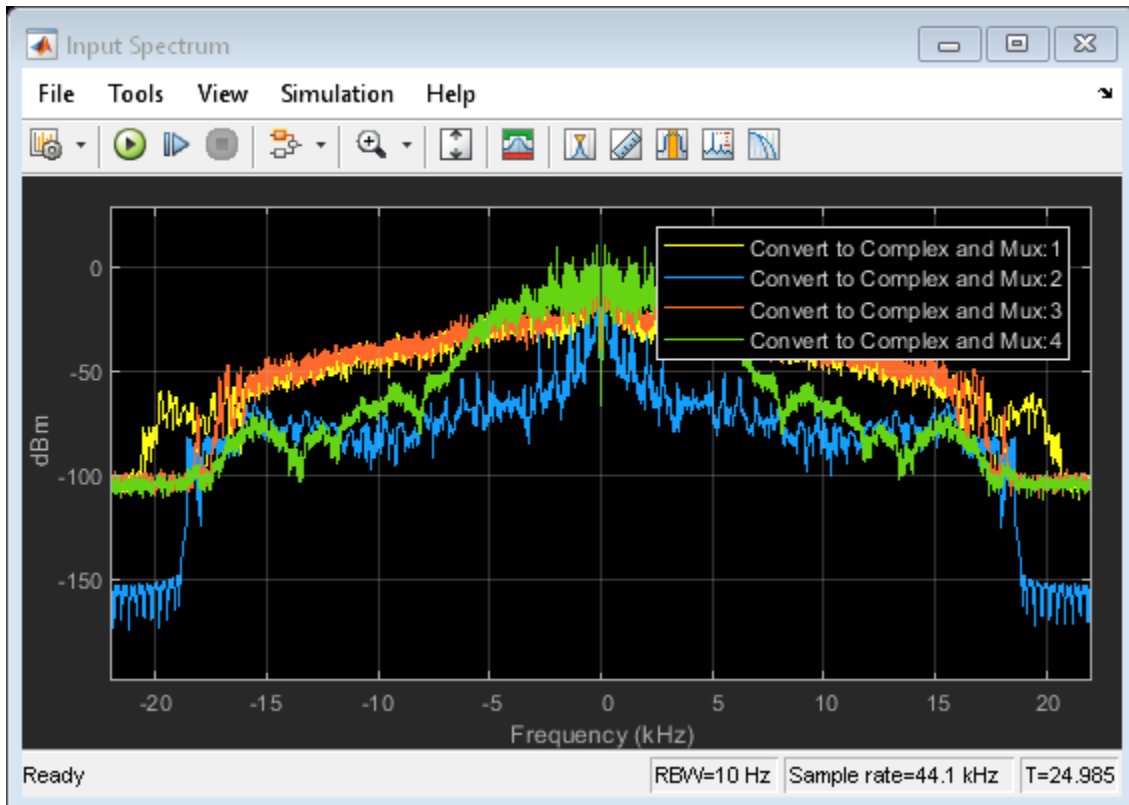 Input Spectrum
File Tools View Simulation Help
0
-50
-100
-150
dBm
Convert to Complex and Mux:1
Convert to Complex and Mux:2
Convert to Complex and Mux:3
Convert to Complex and Mux:4
-20 -15 -10 -5 0 5 10 15 20
Frequency (kHz)
Ready RBW=10 Hz Sample rate=44.1 kHz T=24.985